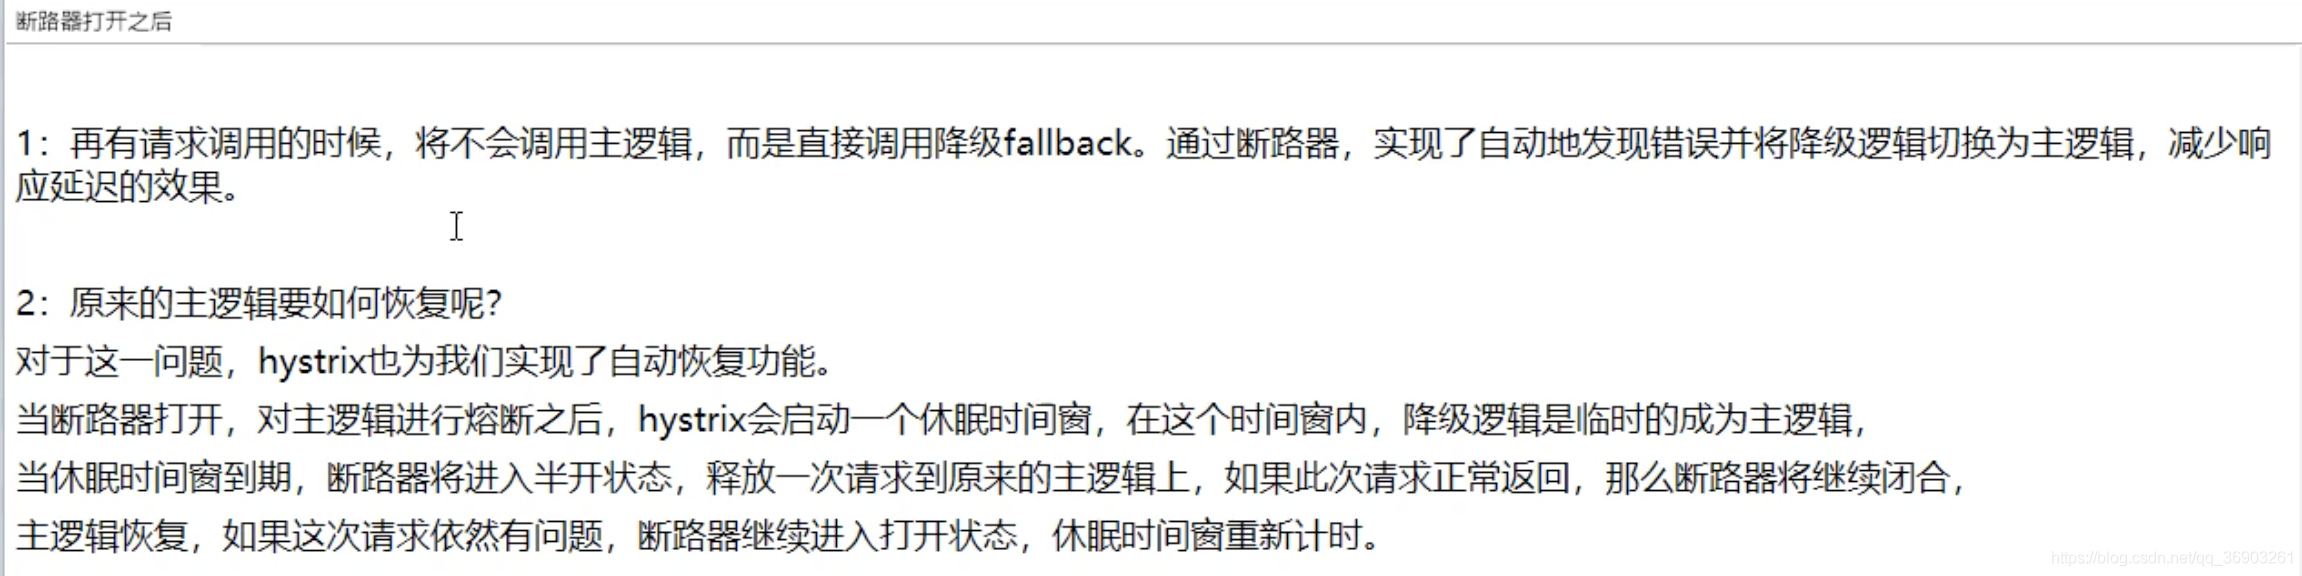 断路器打开之后
1：再有请求调用的时候，将不会调用主逻辑，而是直接调用降级fallback。通过断路器，实现了自动地发现错误并将降级逻辑切换为主逻辑，减少响
应延迟的效果。
2：原来的主逻辑要如何恢复呢？
对于这一问题，hystrix也为我们实现了自动恢复功能。
当断路器打开，对主逻辑进行熔断之后，hystrix会启动一个休眠时间窗，在这个时间窗内，降级逻辑是临时的成为主逻辑，
当休眠时间窗到期，断路器将进入半开状态，释放一次请求到原来的主逻辑上，如果此次请求正常返回，那么断路器将继续闭合，
主逻辑恢复，如果这次请求依然有问题，断路器继续进入打开状态，休眠时间窗重新计时。
https://blog.csdn.net/qq_36903261